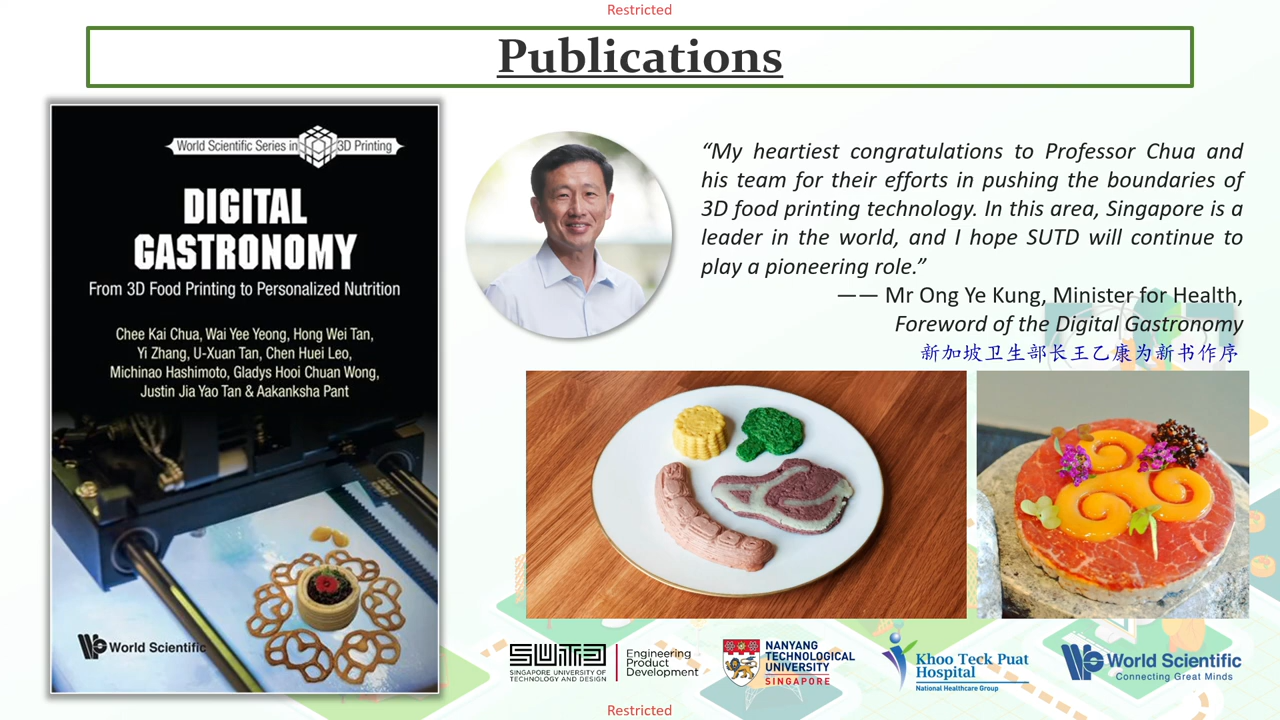 Restricted
Publications
World Scientific Series in 3D Printing
DIGITAL
GASTRONOMY
From 3D Food Printing to Personalized Nutrition
Chee Kai Chua, Wai Yee Yeong, Hong Wei Tan,
Yi Zhang, U-Xuan Tan, Chen Huei Leo,
Michinao Hashimoto, Gladys Hooi Chuan Wong,
Justin Jia Yao Tan & Aakanksha Pant
World Scientific
“My heartiest congratulations to Professor Chua and
his team for their efforts in pushing the boundaries of
3D food printing technology. In this area, Singapore is a
leader in the world, and I hope SUTD will continue to
play a pioneering role.”
—— Mr Ong Ye Kung, Minister for Health,
Foreword of the Digital Gastronomy
新加坡卫生部长王乙康为新书作序
SUTD
SINGAPORE UNIVERSITY OF
TECHNOLOGY AND DESIGN
Engineering
Product
Development
NANYANG
TECHNOLOGICAL
UNIVERSITY
SINGAPORE
Khoo Teck Puat
Hospital
National Healthcare Group
World Scientific
Connecting Great Minds
Restricted